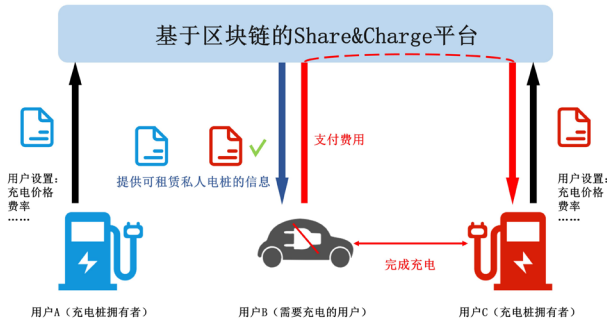 基于区块链的Share&Charge平台
用户设置:
充电价格
费率
……
提供可租赁私人电桩的信息
支付费用
用户设置:
充电价格
费率
……
完成充电
用户A（充电桩拥有者）
用户B（需要充电的用户）
用户C（充电桩拥有者）